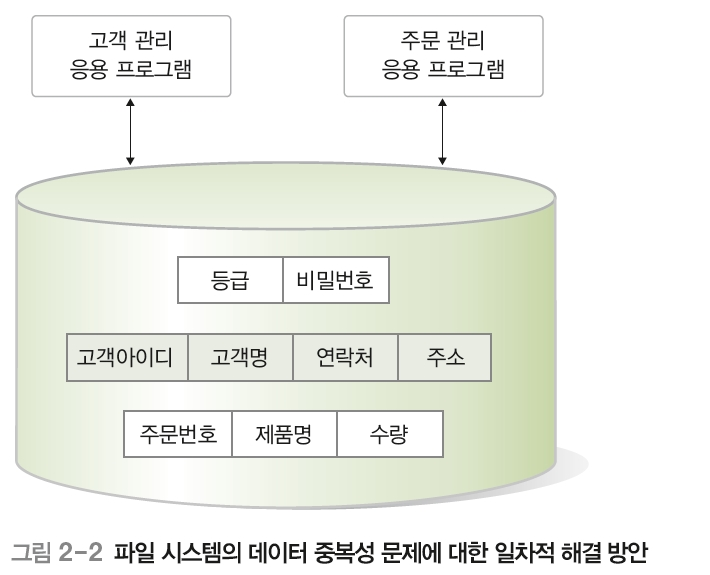 고객 관리
응용 프로그램
주문 관리
응용 프로그램
등급 비밀번호
고객아이디 고객명 연락처 주소
주문번호 제품명 수량
그림 2-2 파일 시스템의 데이터 중복성 문제에 대한 일차적 해결 방안